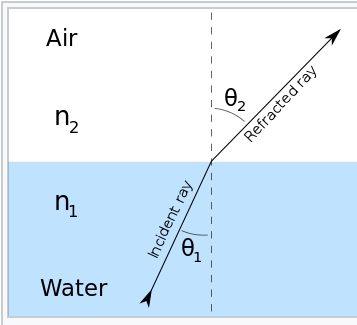 Air
n2
θ2
Refracted ray
n1
Incident ray
θ1
Water